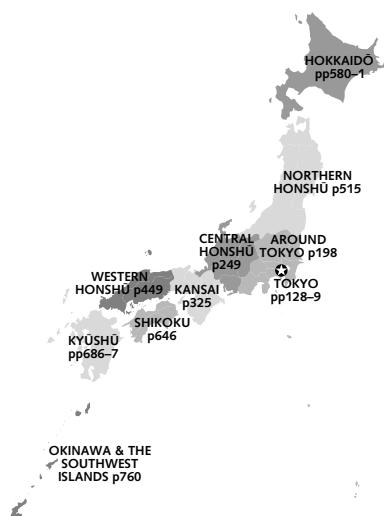 HOKKAIDŌ
pp580–1
NORTHERN
HONSHŪ p515
CENTRAL
HONSHŪ
p249
AROUND
TOKYO p198
TOKYO
pp128–9
WESTERN
HONSHŪ p449
KANSAI
p325
SHIKOKU
p646
KYŪSHŪ
pp686–7
OKINAWA & THE
SOUTHWEST
ISLANDS p760